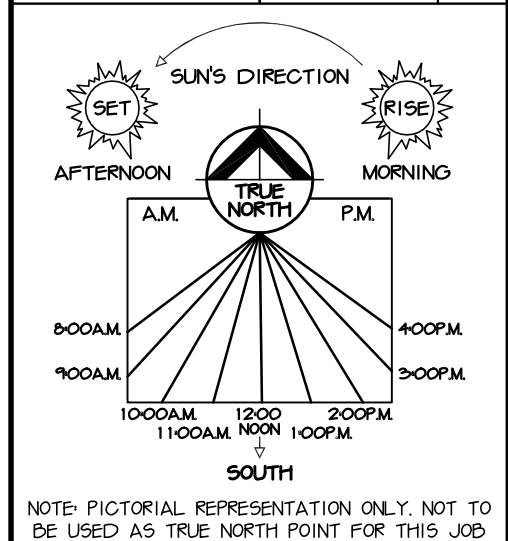 SUN'S DIRECTION
SET
RISE
AFTERNOON
MORNING
TRUE
NORTH
A.M.
P.M.
8:00A.M.
4:00P.M.
9:00A.M.
3:00P.M.
10:00A.M.
12:00
2:00P.M.
11:00A.M.
NOON
1:00P.M.
SOUTH
NOTE: PICTORIAL REPRESENTATION ONLY. NOT TO
BE USED AS TRUE NORTH POINT FOR THIS JOB